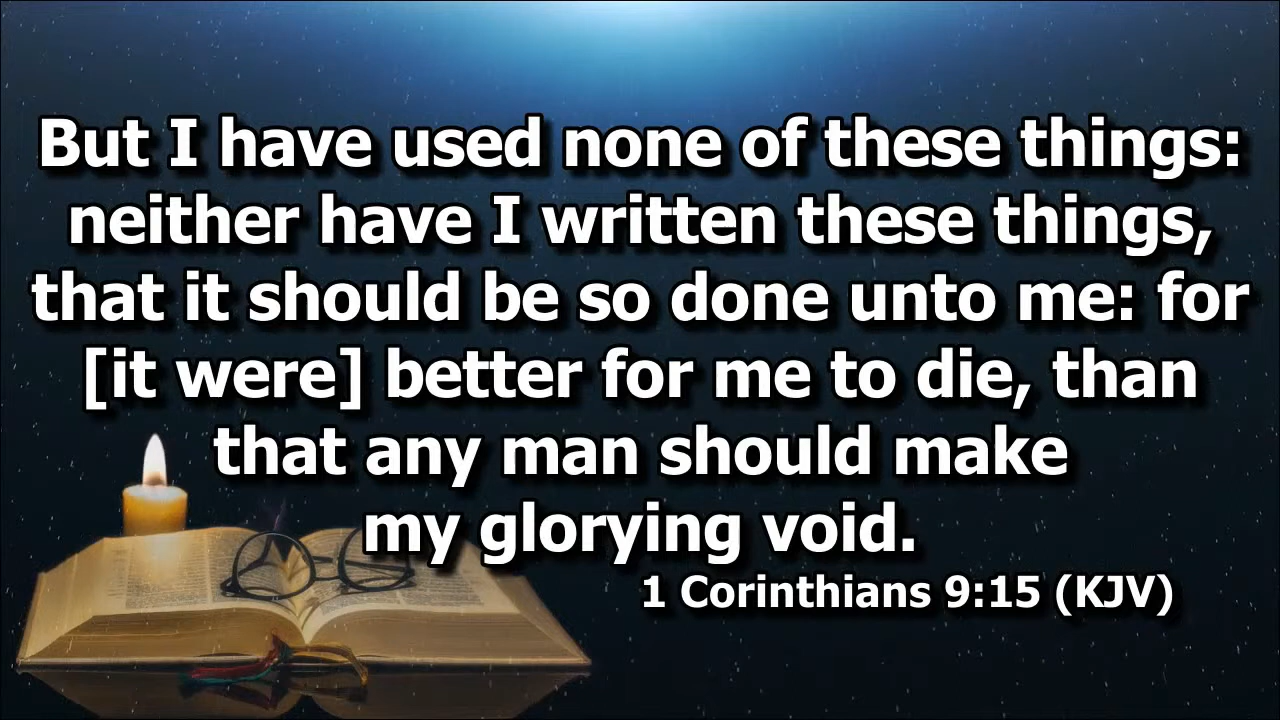 But I have used none of these things:
neither have I written these things,
that it should be so done unto me: for
[it were] better for me to die, than
that any man should make
my glorying void.
1 Corinthians 9:15 (KJV)